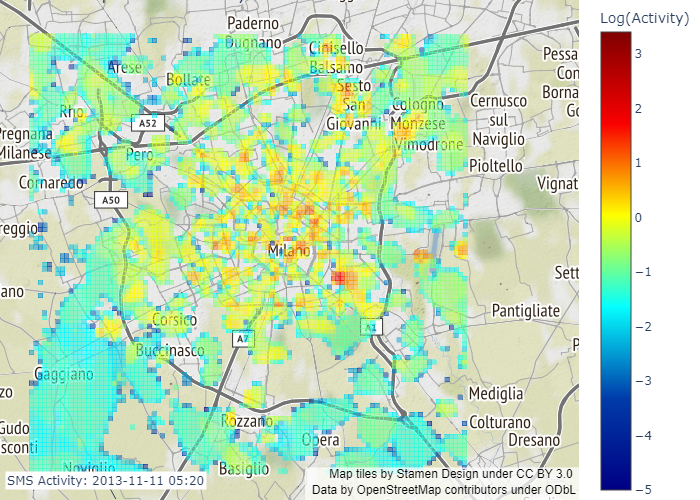 Log(Activity)
Paderno
Dugnano
Cinisello
Balsamo
Arese
Bollate
Sesto
San
Giovanni
Cologno
Monzese
Vimodrone
Cernusco
sul
Naviglio
Pessa
Con
Borna
Go
Rho
A52
Pregnana
Milanese
Pero
Pioltello
Cornaredo
Vignat
A50
reggio
Milano
Sett
ano
Pantigliate
Corsico
A7
A1
P
Buccinasco
Gaggiano
zo
Mediglia
Rozzano
Colturano
Gudo
sconti
Opera
Dresano
Noviglio
Basiglio
SMS Activity: 2013-11-11 05:20
Map tiles by Stamen Design under CC BY 3.0
Data by OpenStreetMap contributors under ODbL
3
2
1
0
−1
−2
−3
−4
−5